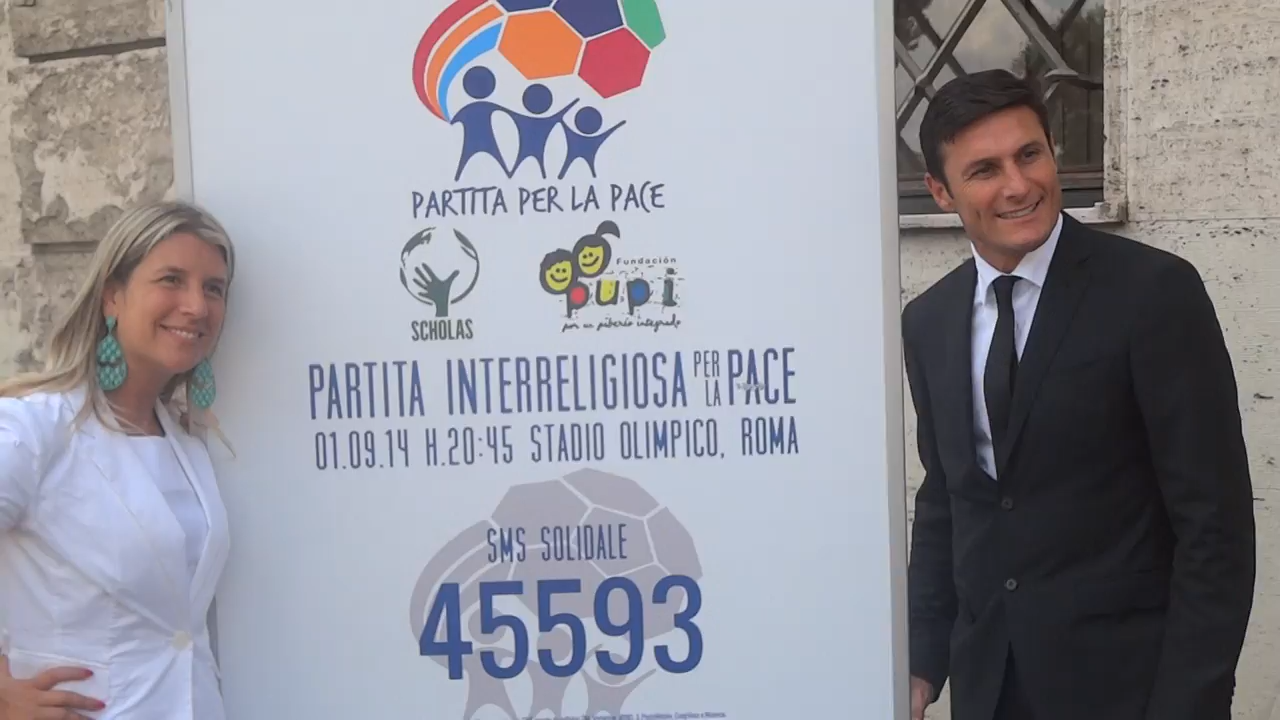 PARTITA PER LA PACE
SCHOLAS
Fundación
pupi
por un piberío integrado
PARTITA INTERRELIGIOSA PER LA PACE
01.09.14 H.20:45 STADIO OLIMPICO, ROMA
SMS SOLIDALE
45593